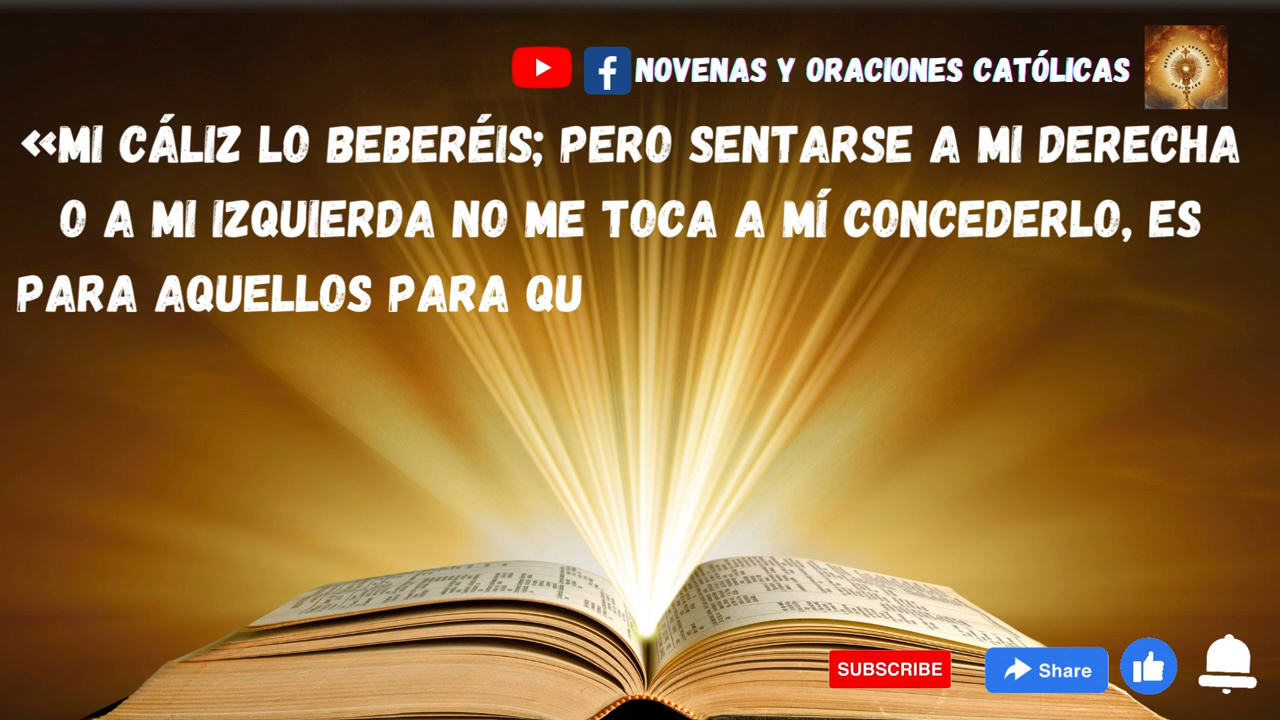 NOVENAS Y ORACIONES CATÓLICAS
«MI CÁLIZ LO BEBERÉIS; PERO SENTARSE A MI DERECHA
O A MI IZQUIERDA NO ME TOCA A MÍ CONCEDERLO, ES
PARA AQUELLOS PARA QU
SUBSCRIBE
Share